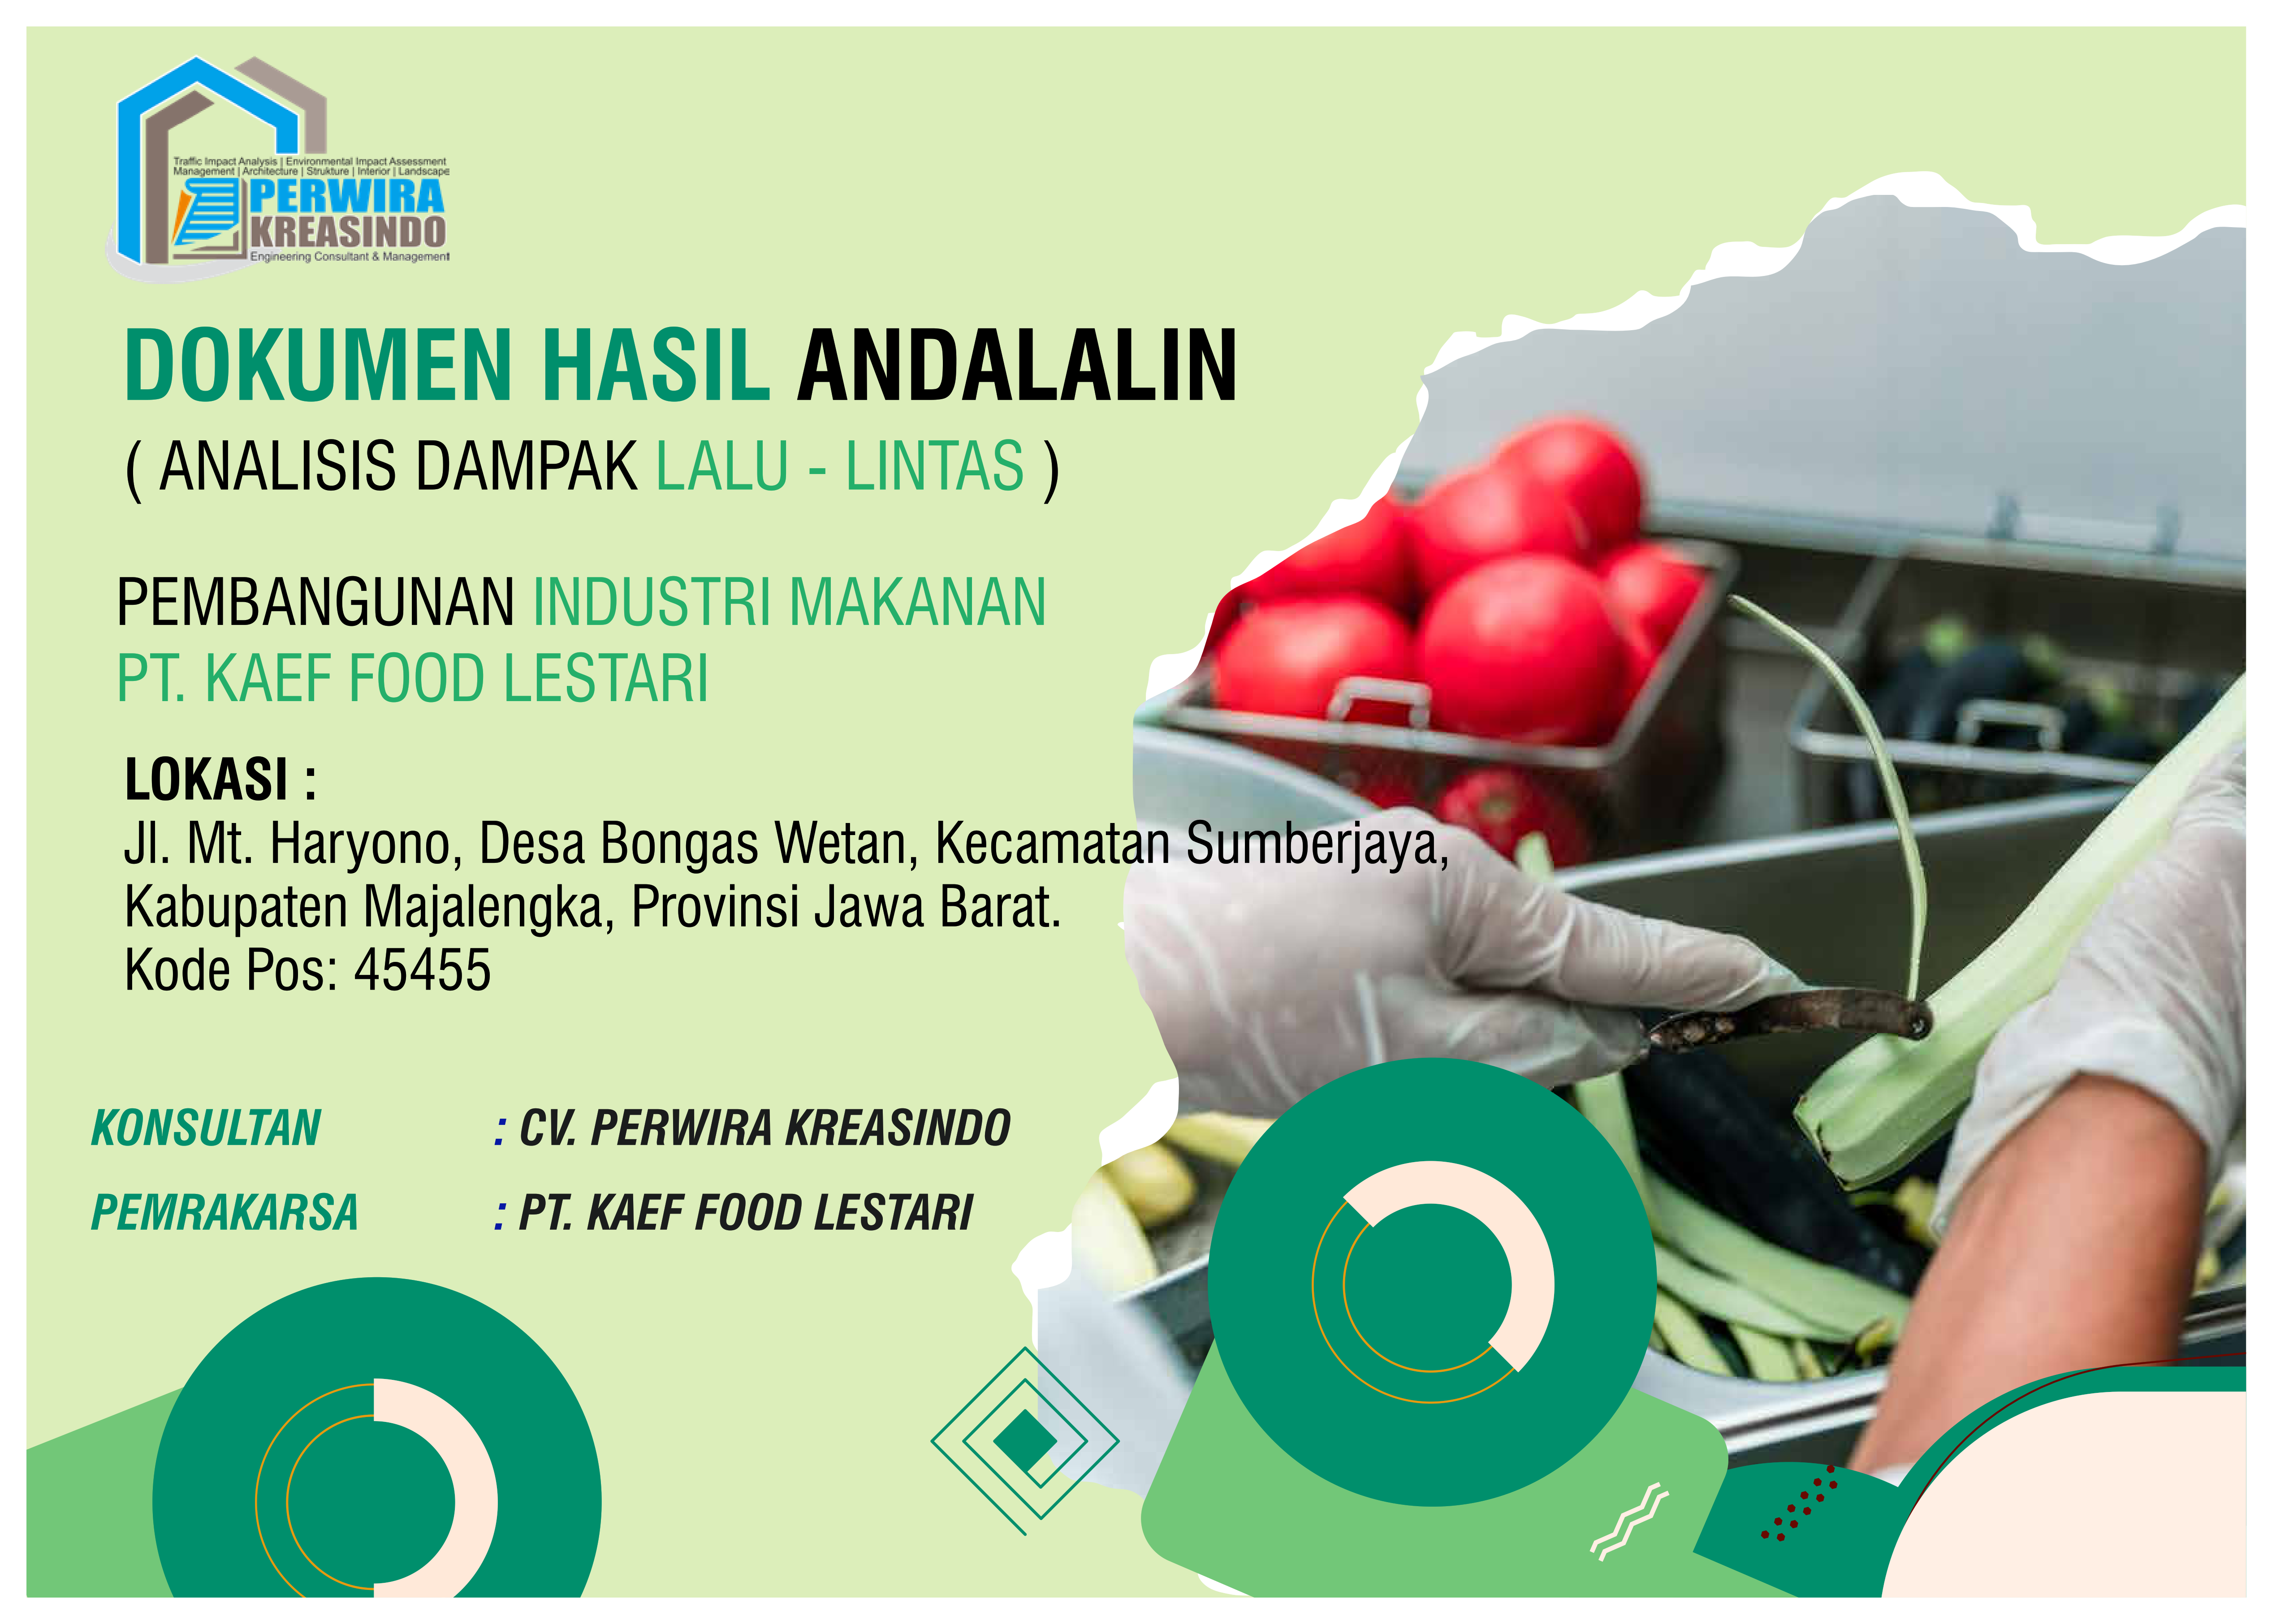 Traffic Impact Analysis | Environmental Impact Assessment
Management | Architecture | Strukture | Interior | Landscape
PERWIRA
KREASINDO
Engineering Consultant & Management
DOKUMEN HASIL ANDALALIN
( ANALISIS DAMPAK LALU - LINTAS )
PEMBANGUNAN INDUSTRI MAKANAN
PT. KAEF FOOD LESTARI
LOKASI :
Jl. Mt. Haryono, Desa Bongas Wetan, Kecamatan Sumberjaya,
Kabupaten Majalengka, Provinsi Jawa Barat.
Kode Pos: 45455
KONSULTAN : CV. PERWIRA KREASINDO
PEMRAKARSA : PT. KAEF FOOD LESTARI